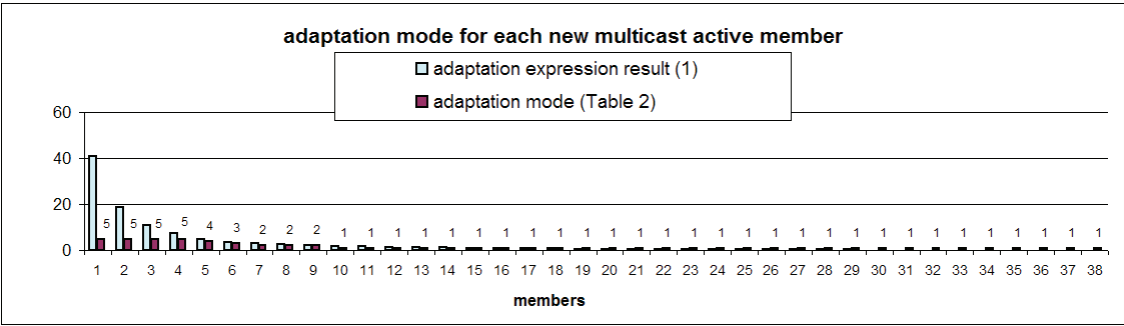 adaptation mode for each new multicast active member
adaptation expression result (1)
adaptation mode (Table 2)
60
40
20
0
5 5 5 5 4 3 2 2 2 1 1 1 1 1 1 1 1 1 1 1 1 1 1 1 1 1 1 1 1 1 1 1 1 1 1 1 1 1
1 2 3 4 5 6 7 8 9 10 11 12 13 14 15 16 17 18 19 20 21 22 23 24 25 26 27 28 29 30 31 32 33 34 35 36 37 38
members